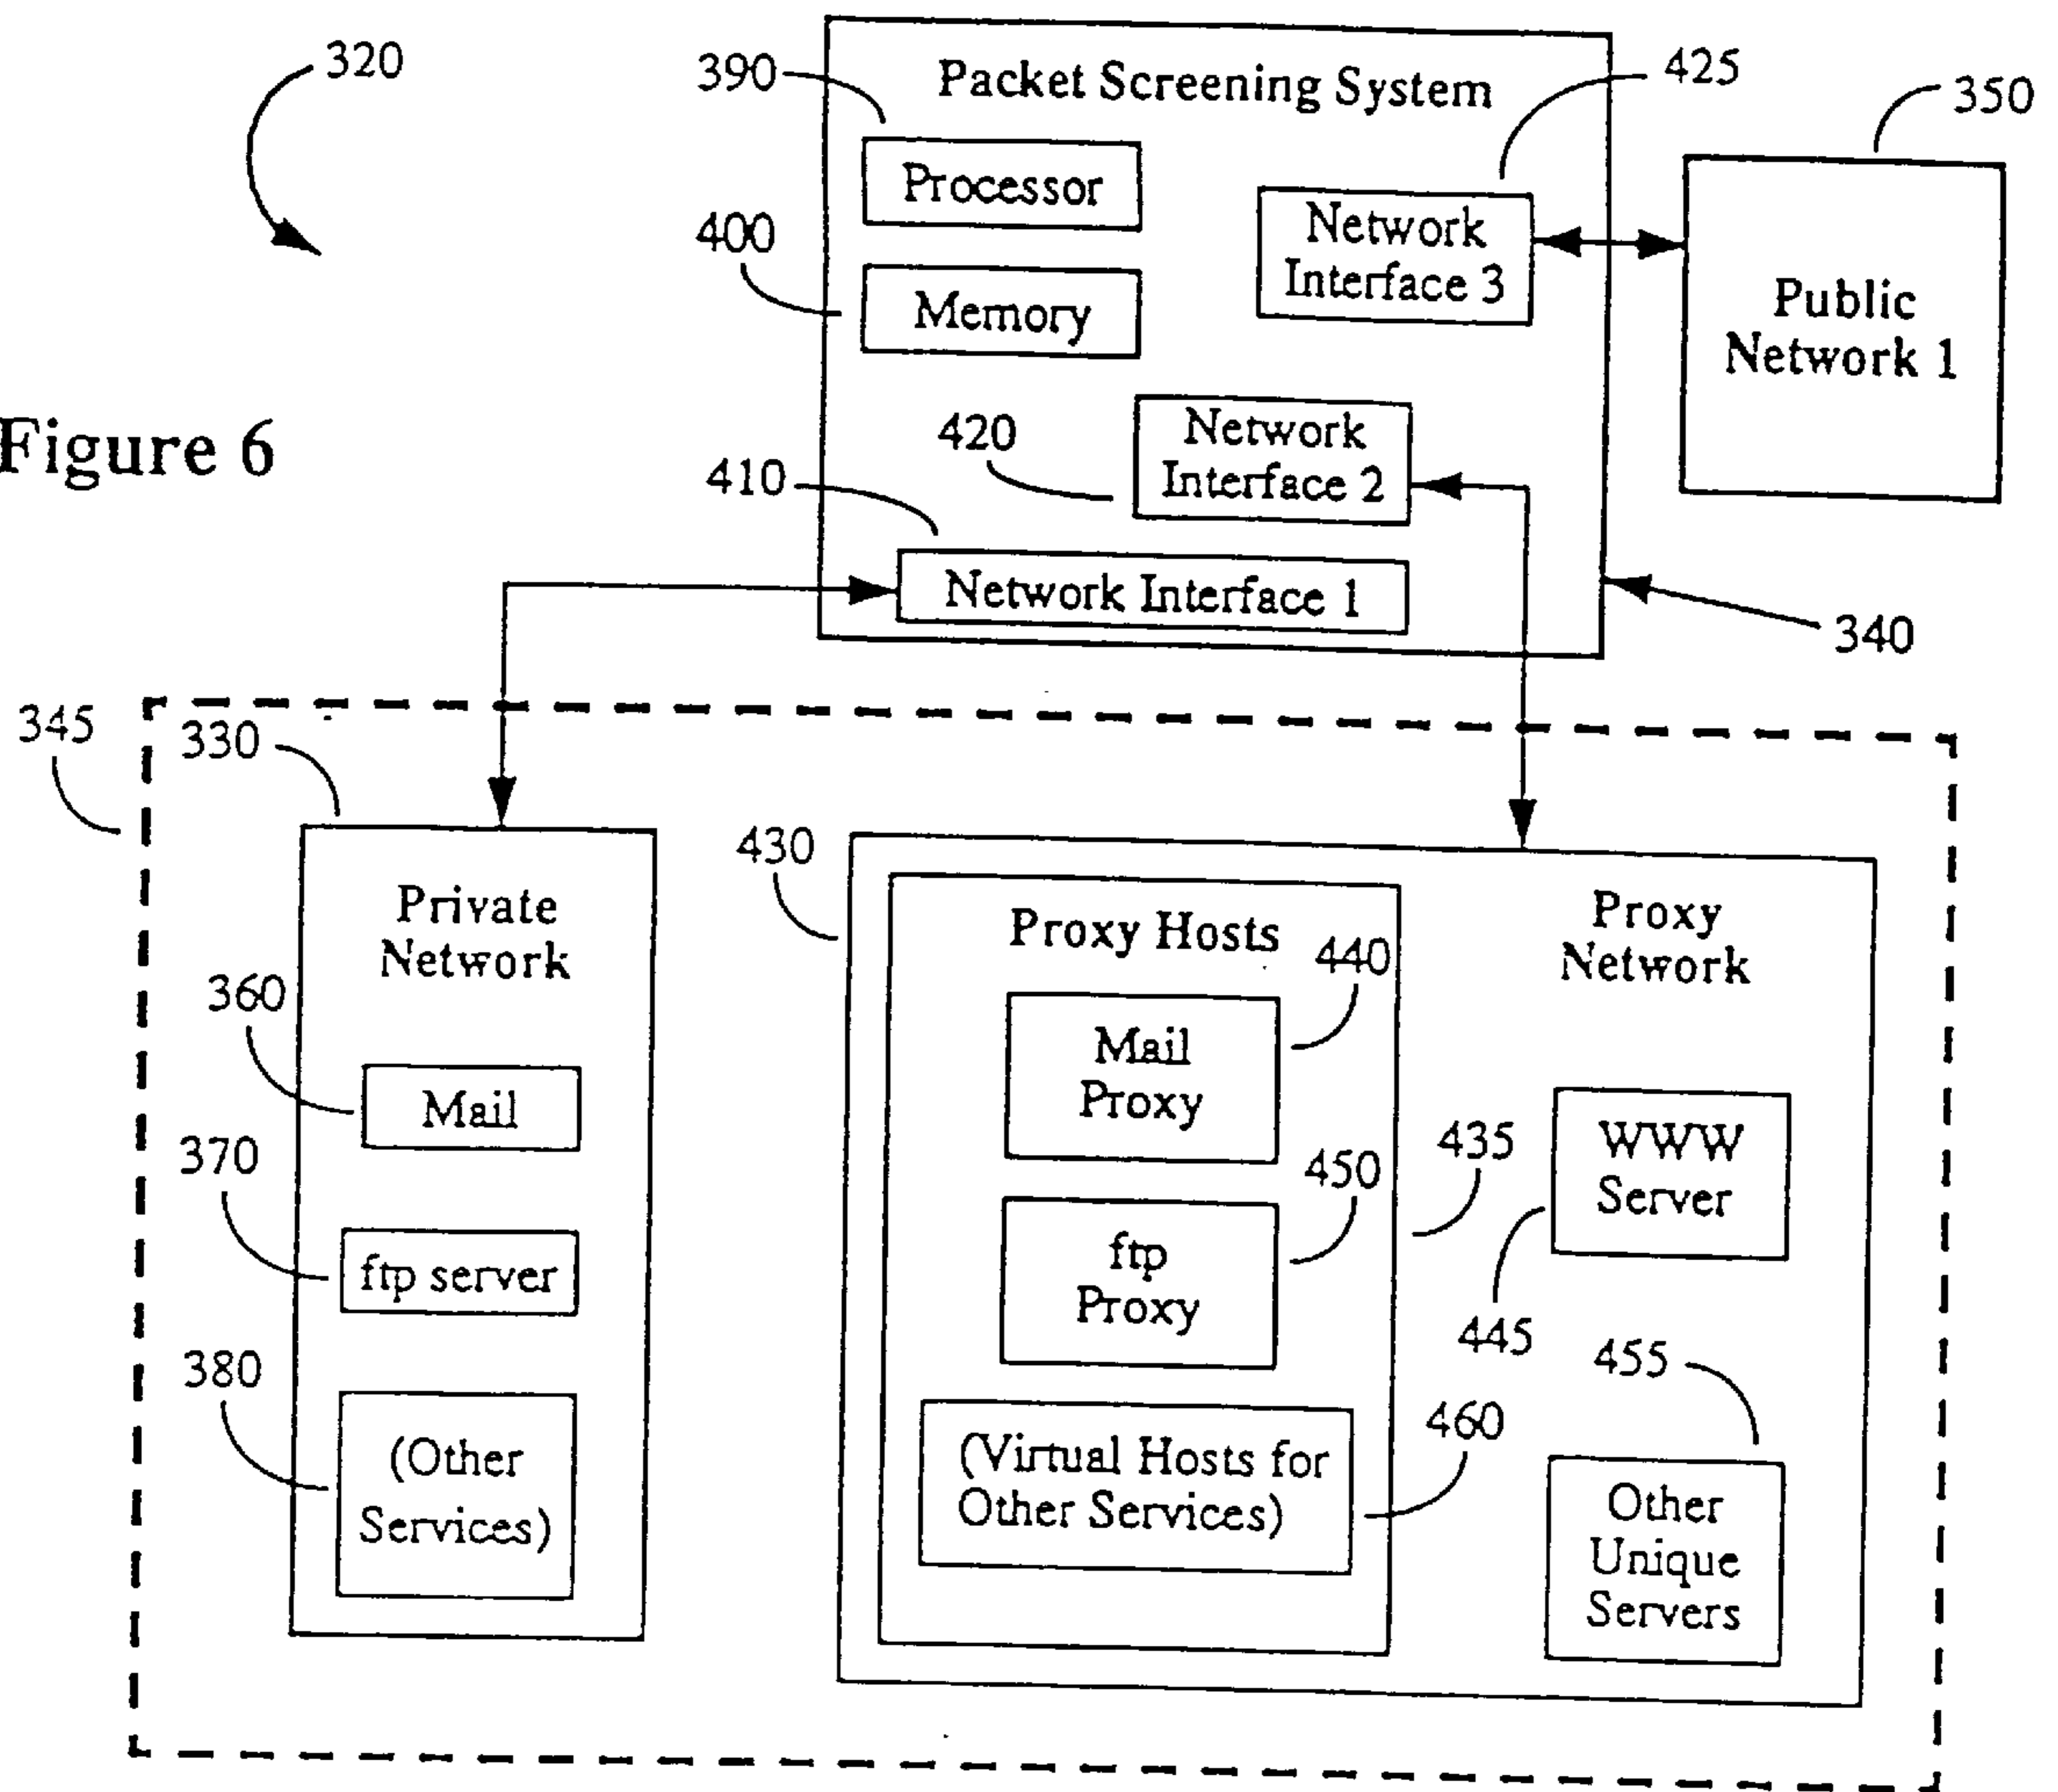 320
390
Packet Screening System
425
350
Processor
400
Network
Interface 3
Memory
Public
Network 1
Figure 6
420
Network
Interface 2
410
Network Interface 1
340
345
330
Private
Network
360
Mail
370
ftp server
380
(Other
Services)
430
Proxy Hosts
440
Mail
Proxy
450
ftp
Proxy
435
(Virtual Hosts for
Other Services)
460
Proxy
Network
WWW
Server
445
455
Other
Unique
Servers